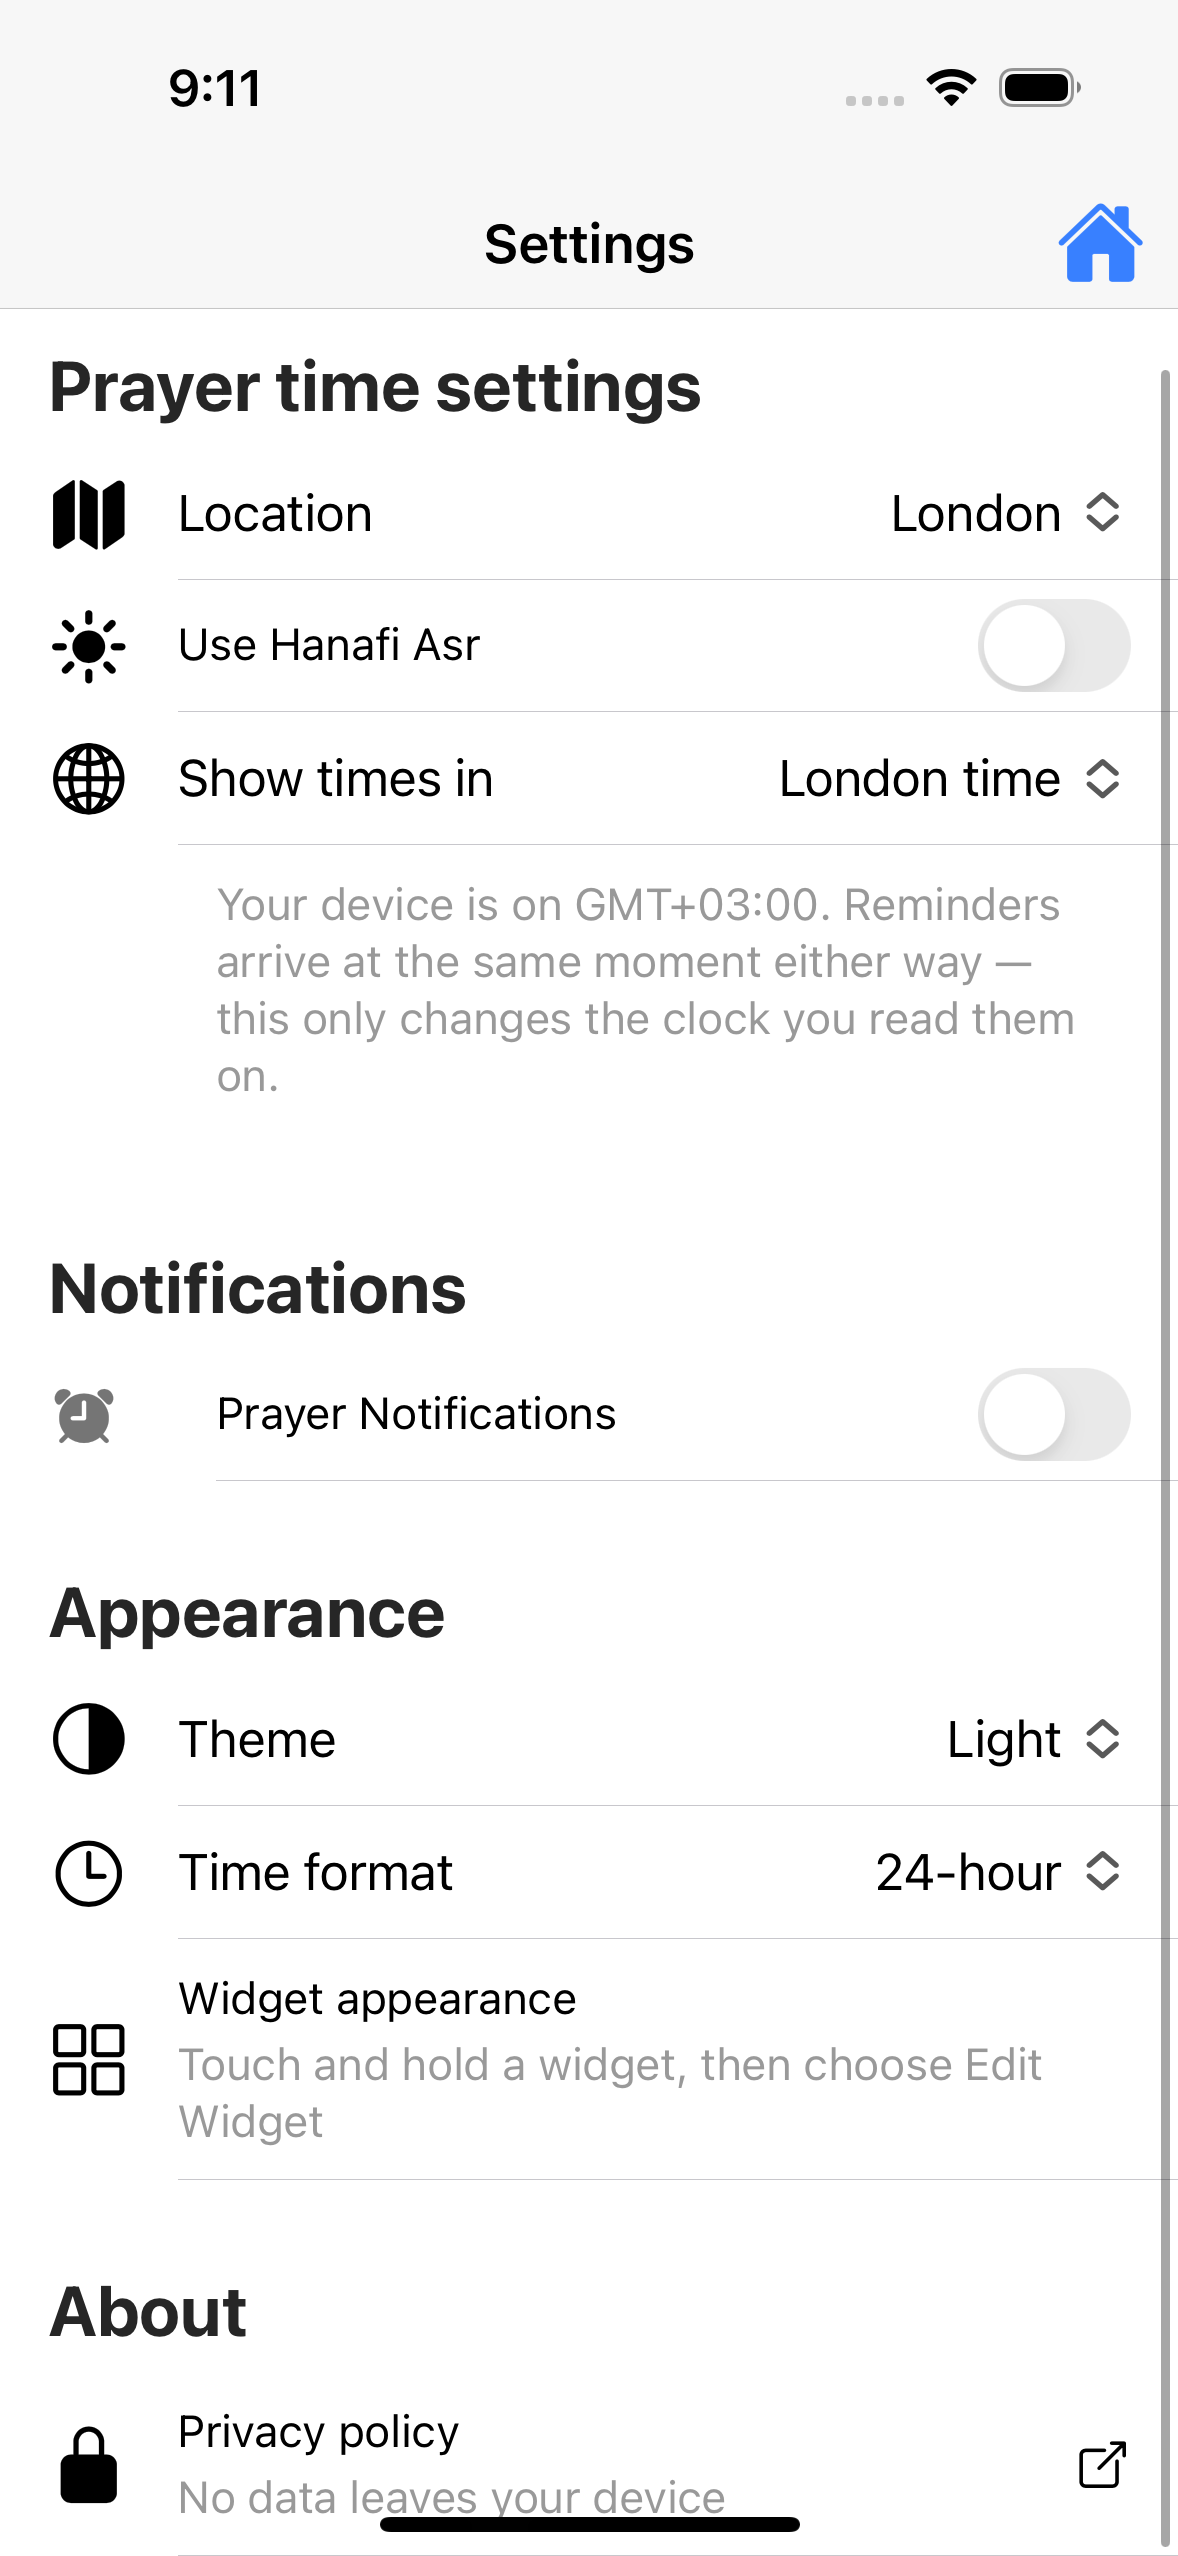 9:11
Settings
Prayer time settings
Location London
Use Hanafi Asr
Show times in London time
Your device is on GMT+03:00. Reminders
arrive at the same moment either way —
this only changes the clock you read them
on.
Notifications
Prayer Notifications
Appearance
Theme Light
Time format 24-hour
Widget appearance
Touch and hold a widget, then choose Edit
Widget
About
Privacy policy
No data leaves your device